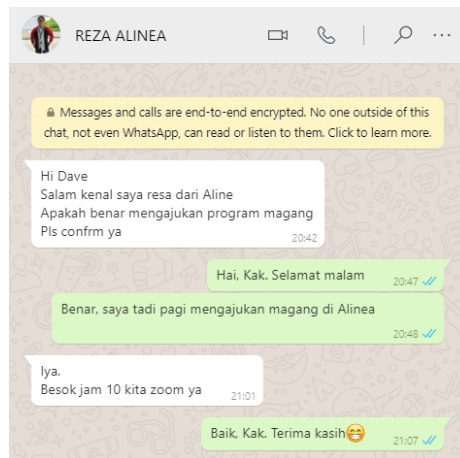 REZA ALINEA
Messages and calls are end-to-end encrypted. No one outside of this
chat, not even WhatsApp, can read or listen to them. Click to learn more.
Hi Dave
Salam kenal saya resa dari Aline
Apakah benar mengajukan program magang
Pls confrm ya
20:42
Hai, Kak. Selamat malam
20:47
Benar, saya tadi pagi mengajukan magang di Alinea
20:48
Iya.
Besok jam 10 kita zoom ya
21:01
Baik, Kak. Terima kasih😁
21:07